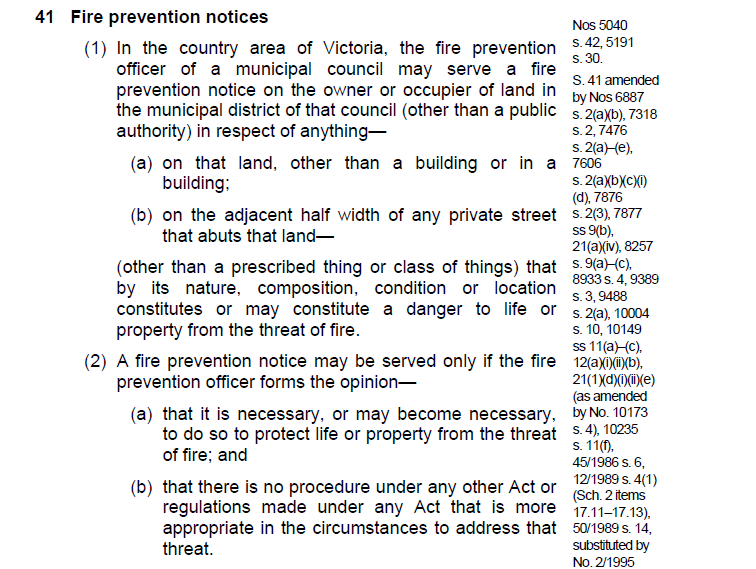 41 Fire prevention notices
(1) In the country area of Victoria, the fire prevention
officer of a municipal council may serve a fire
prevention notice on the owner or occupier of land in
the municipal district of that council (other than a public
authority) in respect of anything—
(a) on that land, other than a building or in a
building;
(b) on the adjacent half width of any private street
that abuts that land—
(other than a prescribed thing or class of things) that
by its nature, composition, condition or location
constitutes or may constitute a danger to life or
property from the threat of fire.
(2) A fire prevention notice may be served only if the fire
prevention officer forms the opinion—
(a) that it is necessary, or may become necessary,
to do so to protect life or property from the threat
of fire; and
(b) that there is no procedure under any other Act or
regulations made under any Act that is more
appropriate in the circumstances to address that
threat.
Nos 5040
s. 42, 5191
s. 30.
S. 41 amended
by Nos 6887
s. 2(a)(b), 7318
s. 2, 7476
s. 2(a)–(e),
7606
s. 2(a)(b)(c)(i)
(d), 7876
s. 2(3), 7877
ss 9(b),
21(a)(iv), 8257
s. 9(a)–(c),
8933 s. 4, 9389
s. 3, 9488
s. 2(a), 10004
s. 10, 10149
ss 11(a)–(c),
12(a)(i)(ii)(b),
21(1)(d)(i)(ii)(e)
(as amended
by No. 10173
s. 4), 10235
s. 11(f),
45/1986 s. 6,
12/1989 s. 4(1)
(Sch. 2 items
17.11–17.13),
50/1989 s. 14,
substituted by
No. 2/1995